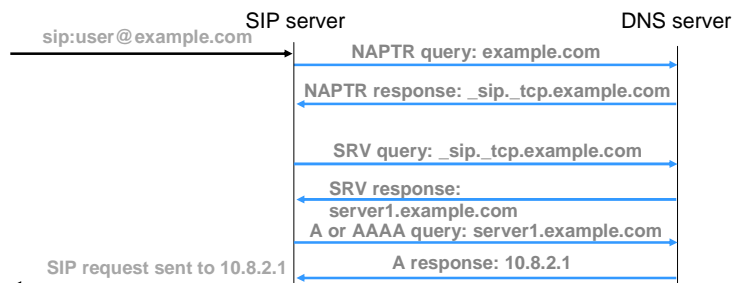 SIP server
DNS server
sip:user@example.com
NAPTR query: example.com
NAPTR response: _sip._tcp.example.com
SRV query: _sip._tcp.example.com
SRV response:
server1.example.com
A or AAAA query: server1.example.com
A response: 10.8.2.1
SIP request sent to 10.8.2.1